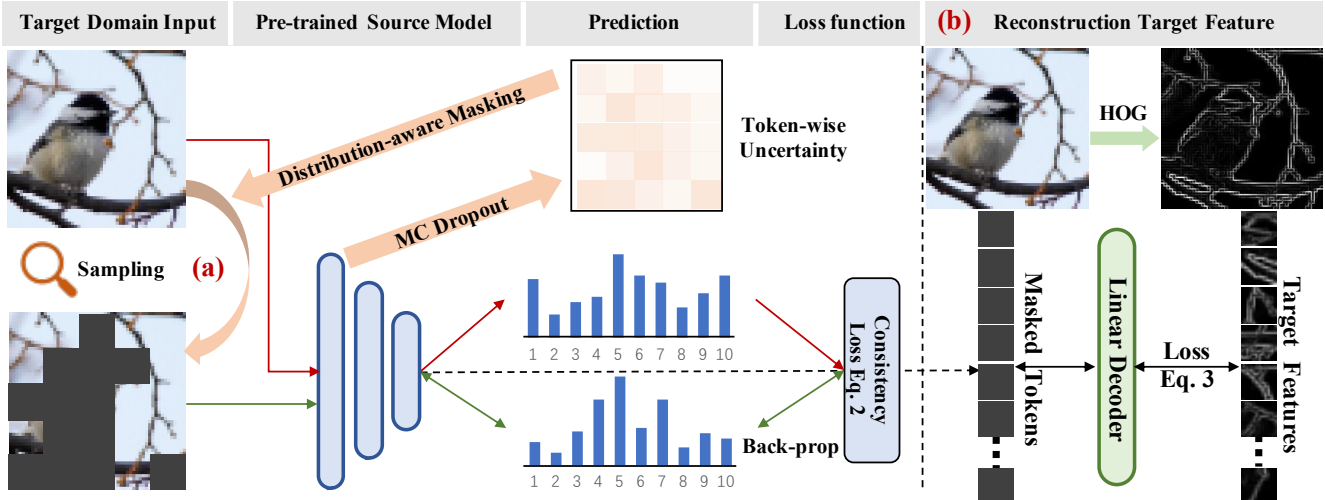 Target Domain Input
Pre-trained Source Model
Prediction
Loss function
(b) Reconstruction Target Feature
Distribution-aware Masking
Token-wise
Uncertainty
HOG
MC Dropout
Sampling
(a)
1 2 3 4 5 6 7 8 9 10
1 2 3 4 5 6 7 8 9 10
Consistency
Loss Eq. 2
Back-prop
Masked Tokens
Linear Decoder
Loss
Eq. 3
Target Features